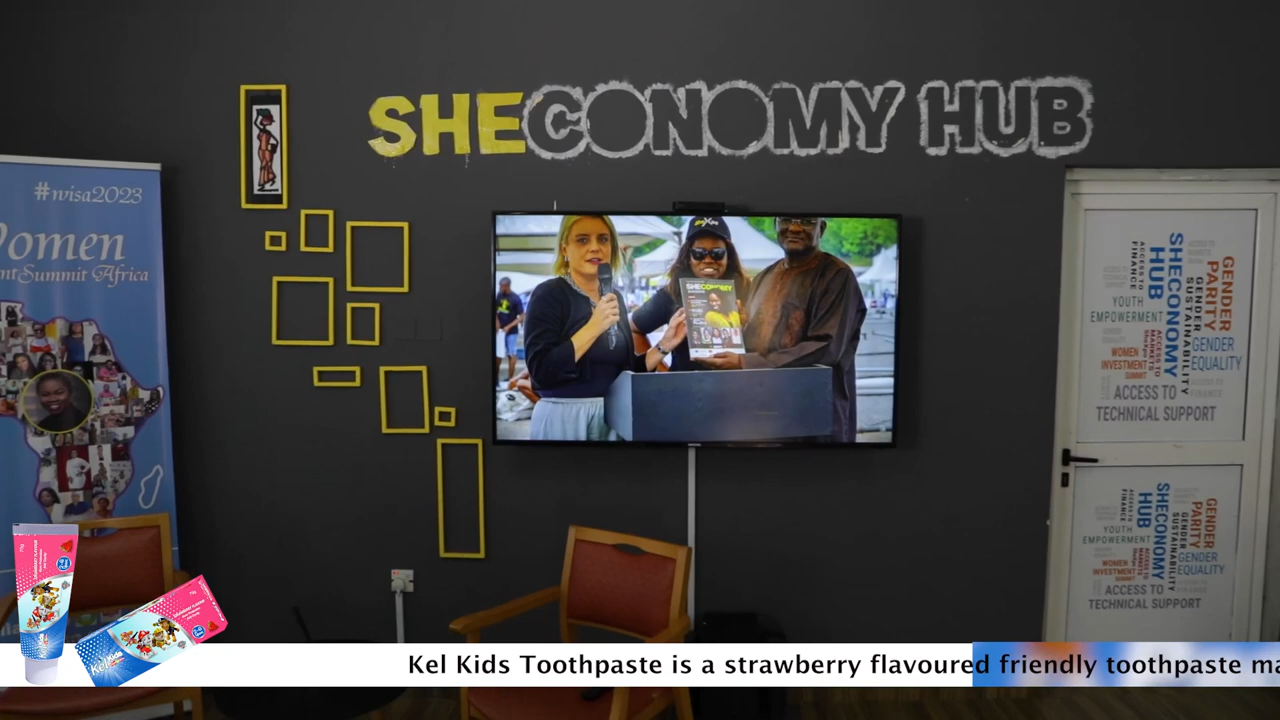 SHECONOMY HUB
#wisa2023
omen
ntSummit Africa
SHECONOMY
ACCESS TO
FINANCE
SHECONOMY
HUB
GENDER
PARITY
GENDER
SUSTAINABILITY
YOUTH
EMPOWERMENT
ACCESS TO
MARKETS
GENDER
EQUALITY
WOMEN
INVESTMENT
SUMMIT
ACCESS TO
FINANCE
ACCESS TO
TECHNICAL SUPPORT
SHECONOMY
HUB
GENDER
PARITY
GENDER
SUSTAINABILITY
YOUTH
EMPOWERMENT
GENDER
EQUALITY
WOMEN
INVESTMENT
SUMMIT
ACCESS TO
TECHNICAL SUPPORT
Kel Kids
Kel Kids Toothpaste is a strawberry flavoured friendly toothpaste ma